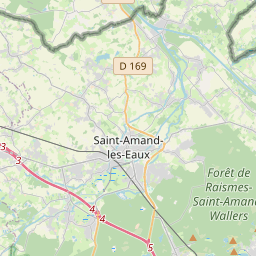 D 169
Saint-Amand-
les-Eaux
Forêt de
Raismes-
Saint-Amand
Wallers
3
3
4
4
5